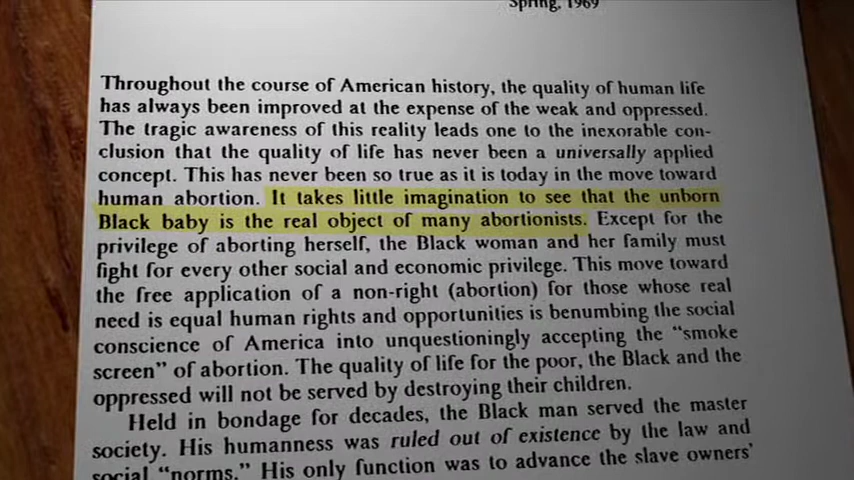 Spring, 1969
Throughout the course of American history, the quality of human life
has always been improved at the expense of the weak and oppressed.
The tragic awareness of this reality leads one to the inexorable con-
clusion that the quality of life has never been a universally applied
concept. This has never been so true as it is today in the move toward
human abortion. It takes little imagination to see that the unborn
Black baby is the real object of many abortionists. Except for the
privilege of aborting herself, the Black woman and her family must
fight for every other social and economic privilege. This move toward
the free application of a non-right (abortion) for those whose real
need is equal human rights and opportunities is benumbing the social
conscience of America into unquestioningly accepting the “smoke
screen” of abortion. The quality of life for the poor, the Black and the
oppressed will not be served by destroying their children.
Held in bondage for decades, the Black man served the master
society. His humanness was ruled out of existence by the law and
social “norms.” His only function was to advance the slave owners’